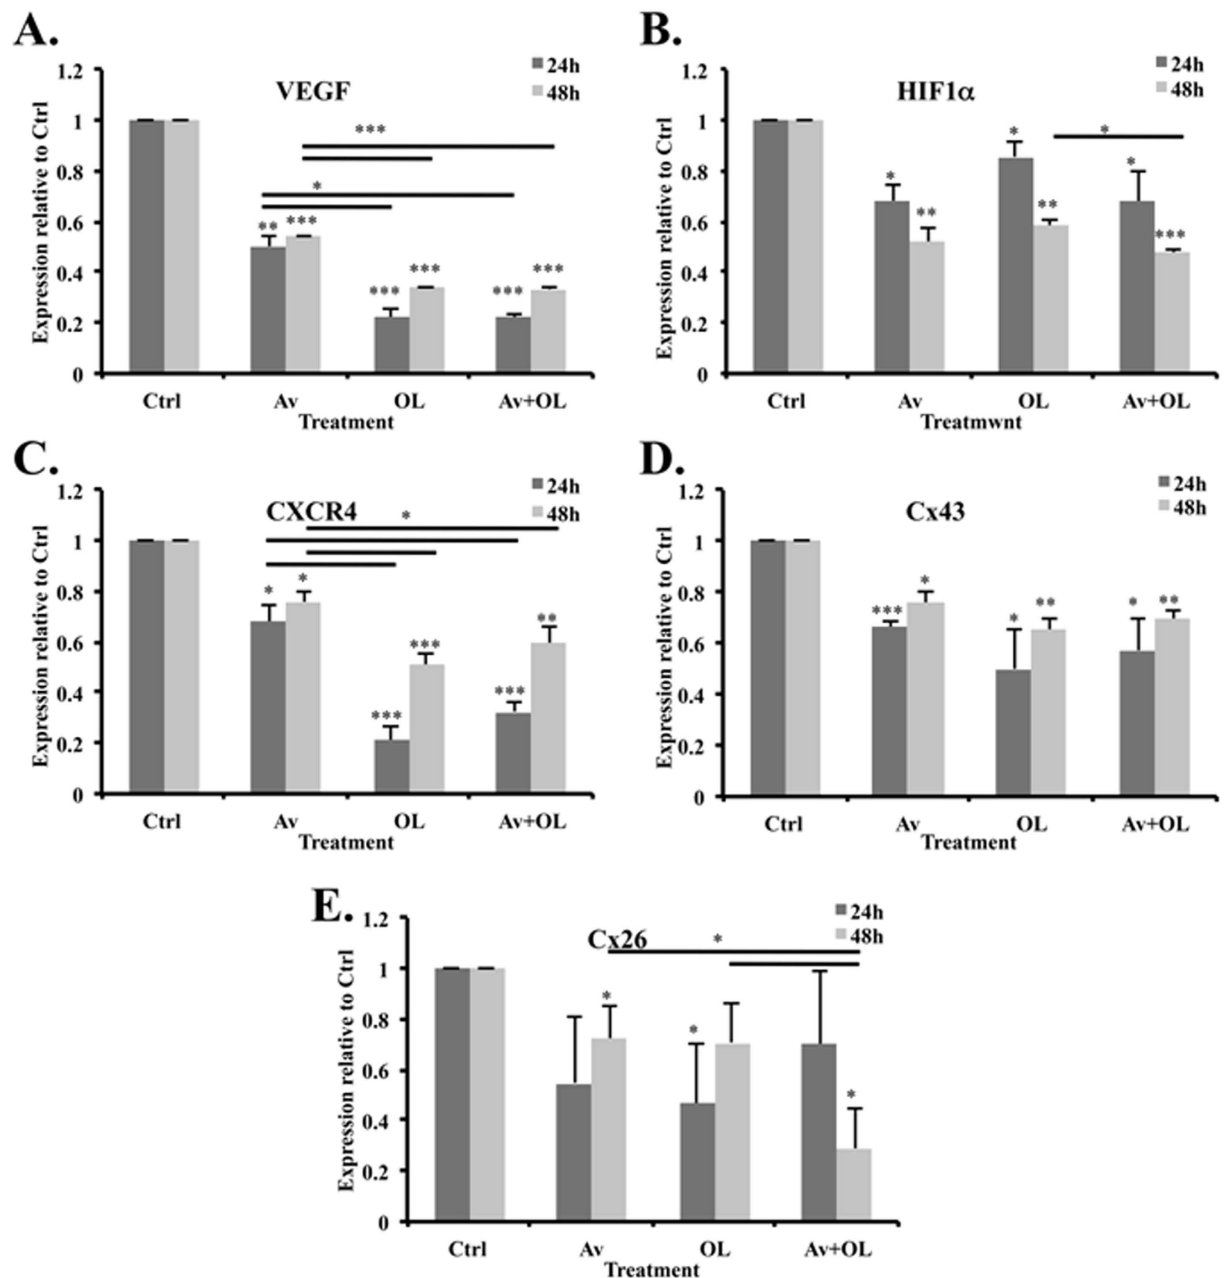 A.
VEGF
24h
48h
Expression relative to Ctrl
1.2
1
0.8
0.6
0.4
0.2
0
***
*
** ***
*** ***
*** ***
Ctrl Av OL Av+OL
Treatment
B.
HIF1α
24h
48h
Expression relative to Ctrl
1.2
1
0.8
0.6
0.4
0.2
0
*
* **
* **
* ***
Ctrl Av OL Av+OL
Treatmwnt
C.
CXCR4
24h
48h
Expression relative to Ctrl
1.2
1
0.8
0.6
0.4
0.2
0
*
* *
*** ***
*** **
Ctrl Av OL Av+OL
Treatment
D.
Cx43
24h
48h
Expression relative to Ctrl
1.2
1
0.8
0.6
0.4
0.2
0
*** *
* **
* **
Ctrl Av OL Av+OL
Treatment
E.
Cx26
24h
48h
Expression relative to Ctrl
1.2
1
0.8
0.6
0.4
0.2
0
*
*
*
*
Ctrl Av OL Av+OL
Treatment